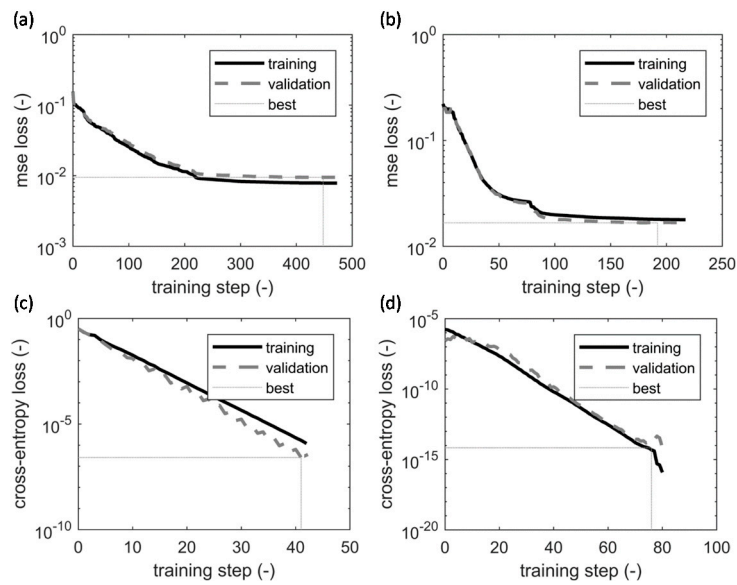 (a)
10^0
10^-1
10^-2
10^-3
mse loss (-)
training
validation
best
0 100 200 300 400 500
training step (-)
(b)
10^0
10^-1
10^-2
mse loss (-)
training
validation
best
0 50 100 150 200 250
training step (-)
(c)
10^0
10^-5
10^-10
cross-entropy loss (-)
training
validation
best
0 10 20 30 40 50
training step (-)
(d)
10^-5
10^-10
10^-15
10^-20
cross-entropy loss (-)
training
validation
best
0 20 40 60 80 100
training step (-)